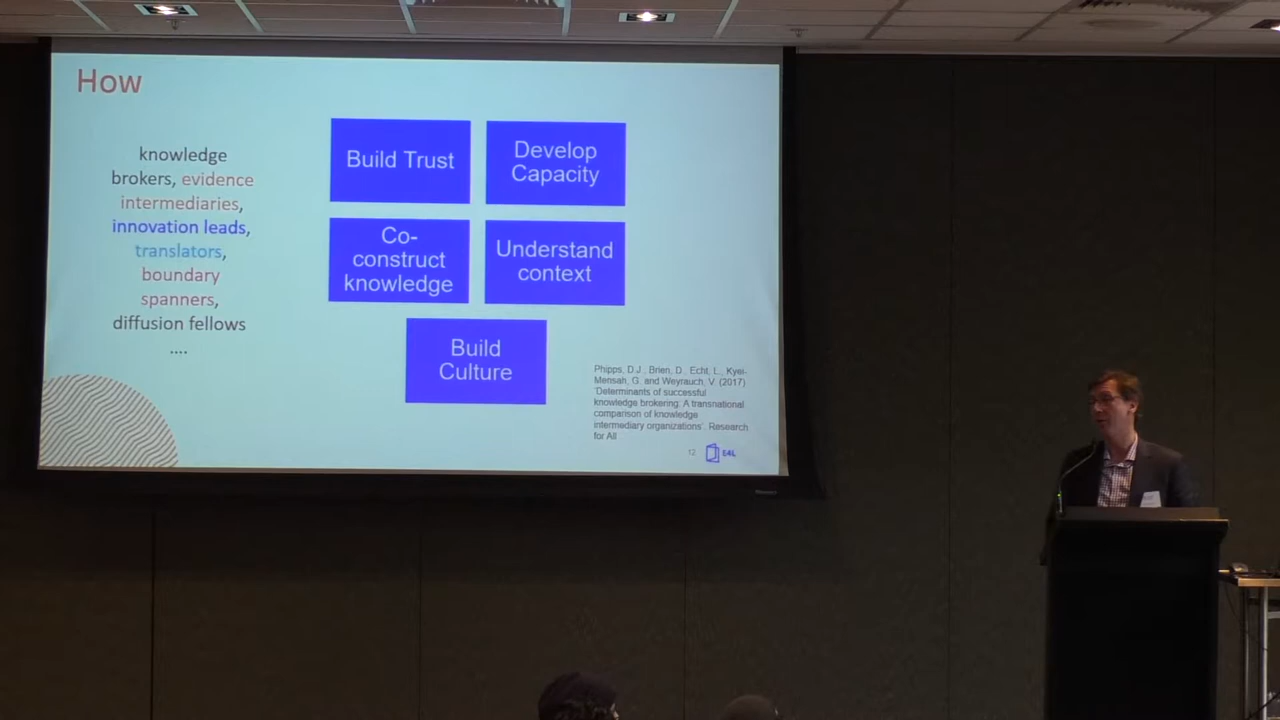 How
knowledge
brokers, evidence
intermediaries,
innovation leads,
translators,
boundary
spanners,
diffusion fellows
....
Build Trust
Develop
Capacity
Co-
construct
knowledge
Understand
context
Build
Culture
Phipps, D.J., Brien, D., Echt, L., Kyei-
Mensah, G. and Weyrauch, V. (2017)
'Determinants of successful
knowledge brokering: A transnational
comparison of knowledge
intermediary organizations'. Research
for All
12
E4L